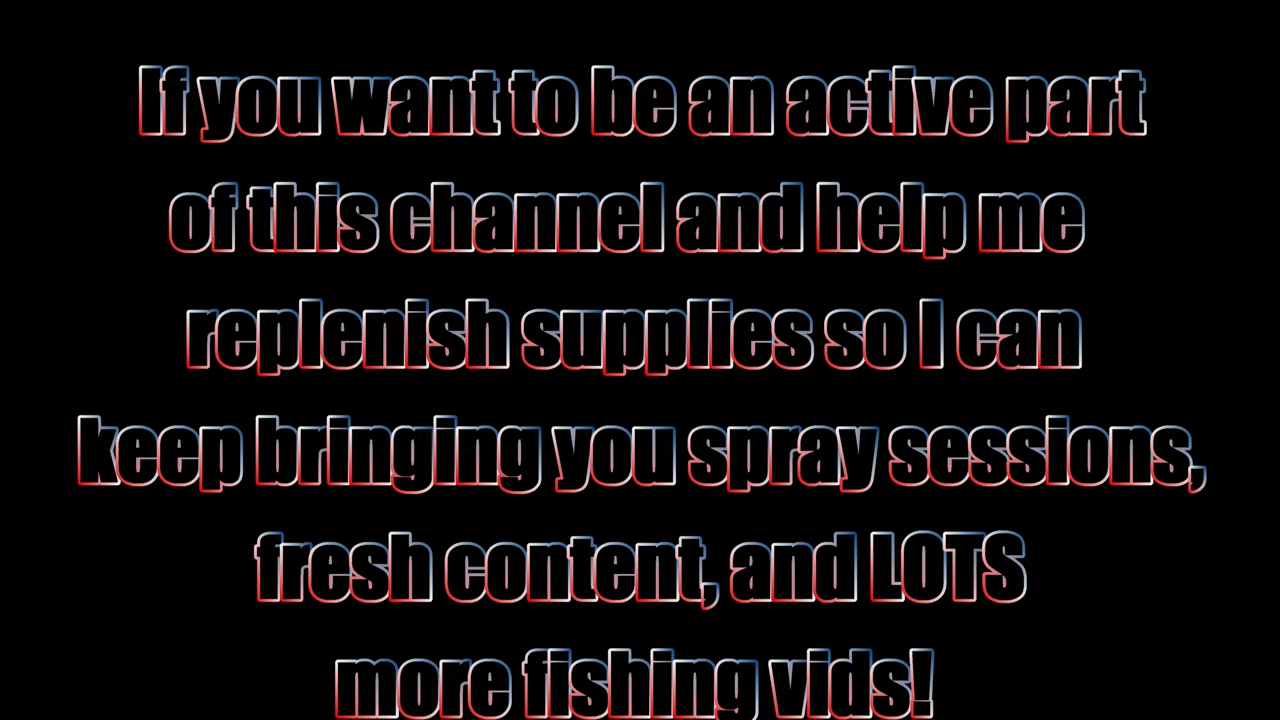 If you want to be an active part
of this channel and help me
replenish supplies so I can
keep bringing you spray sessions,
fresh content, and LOTS
more fishing vids!